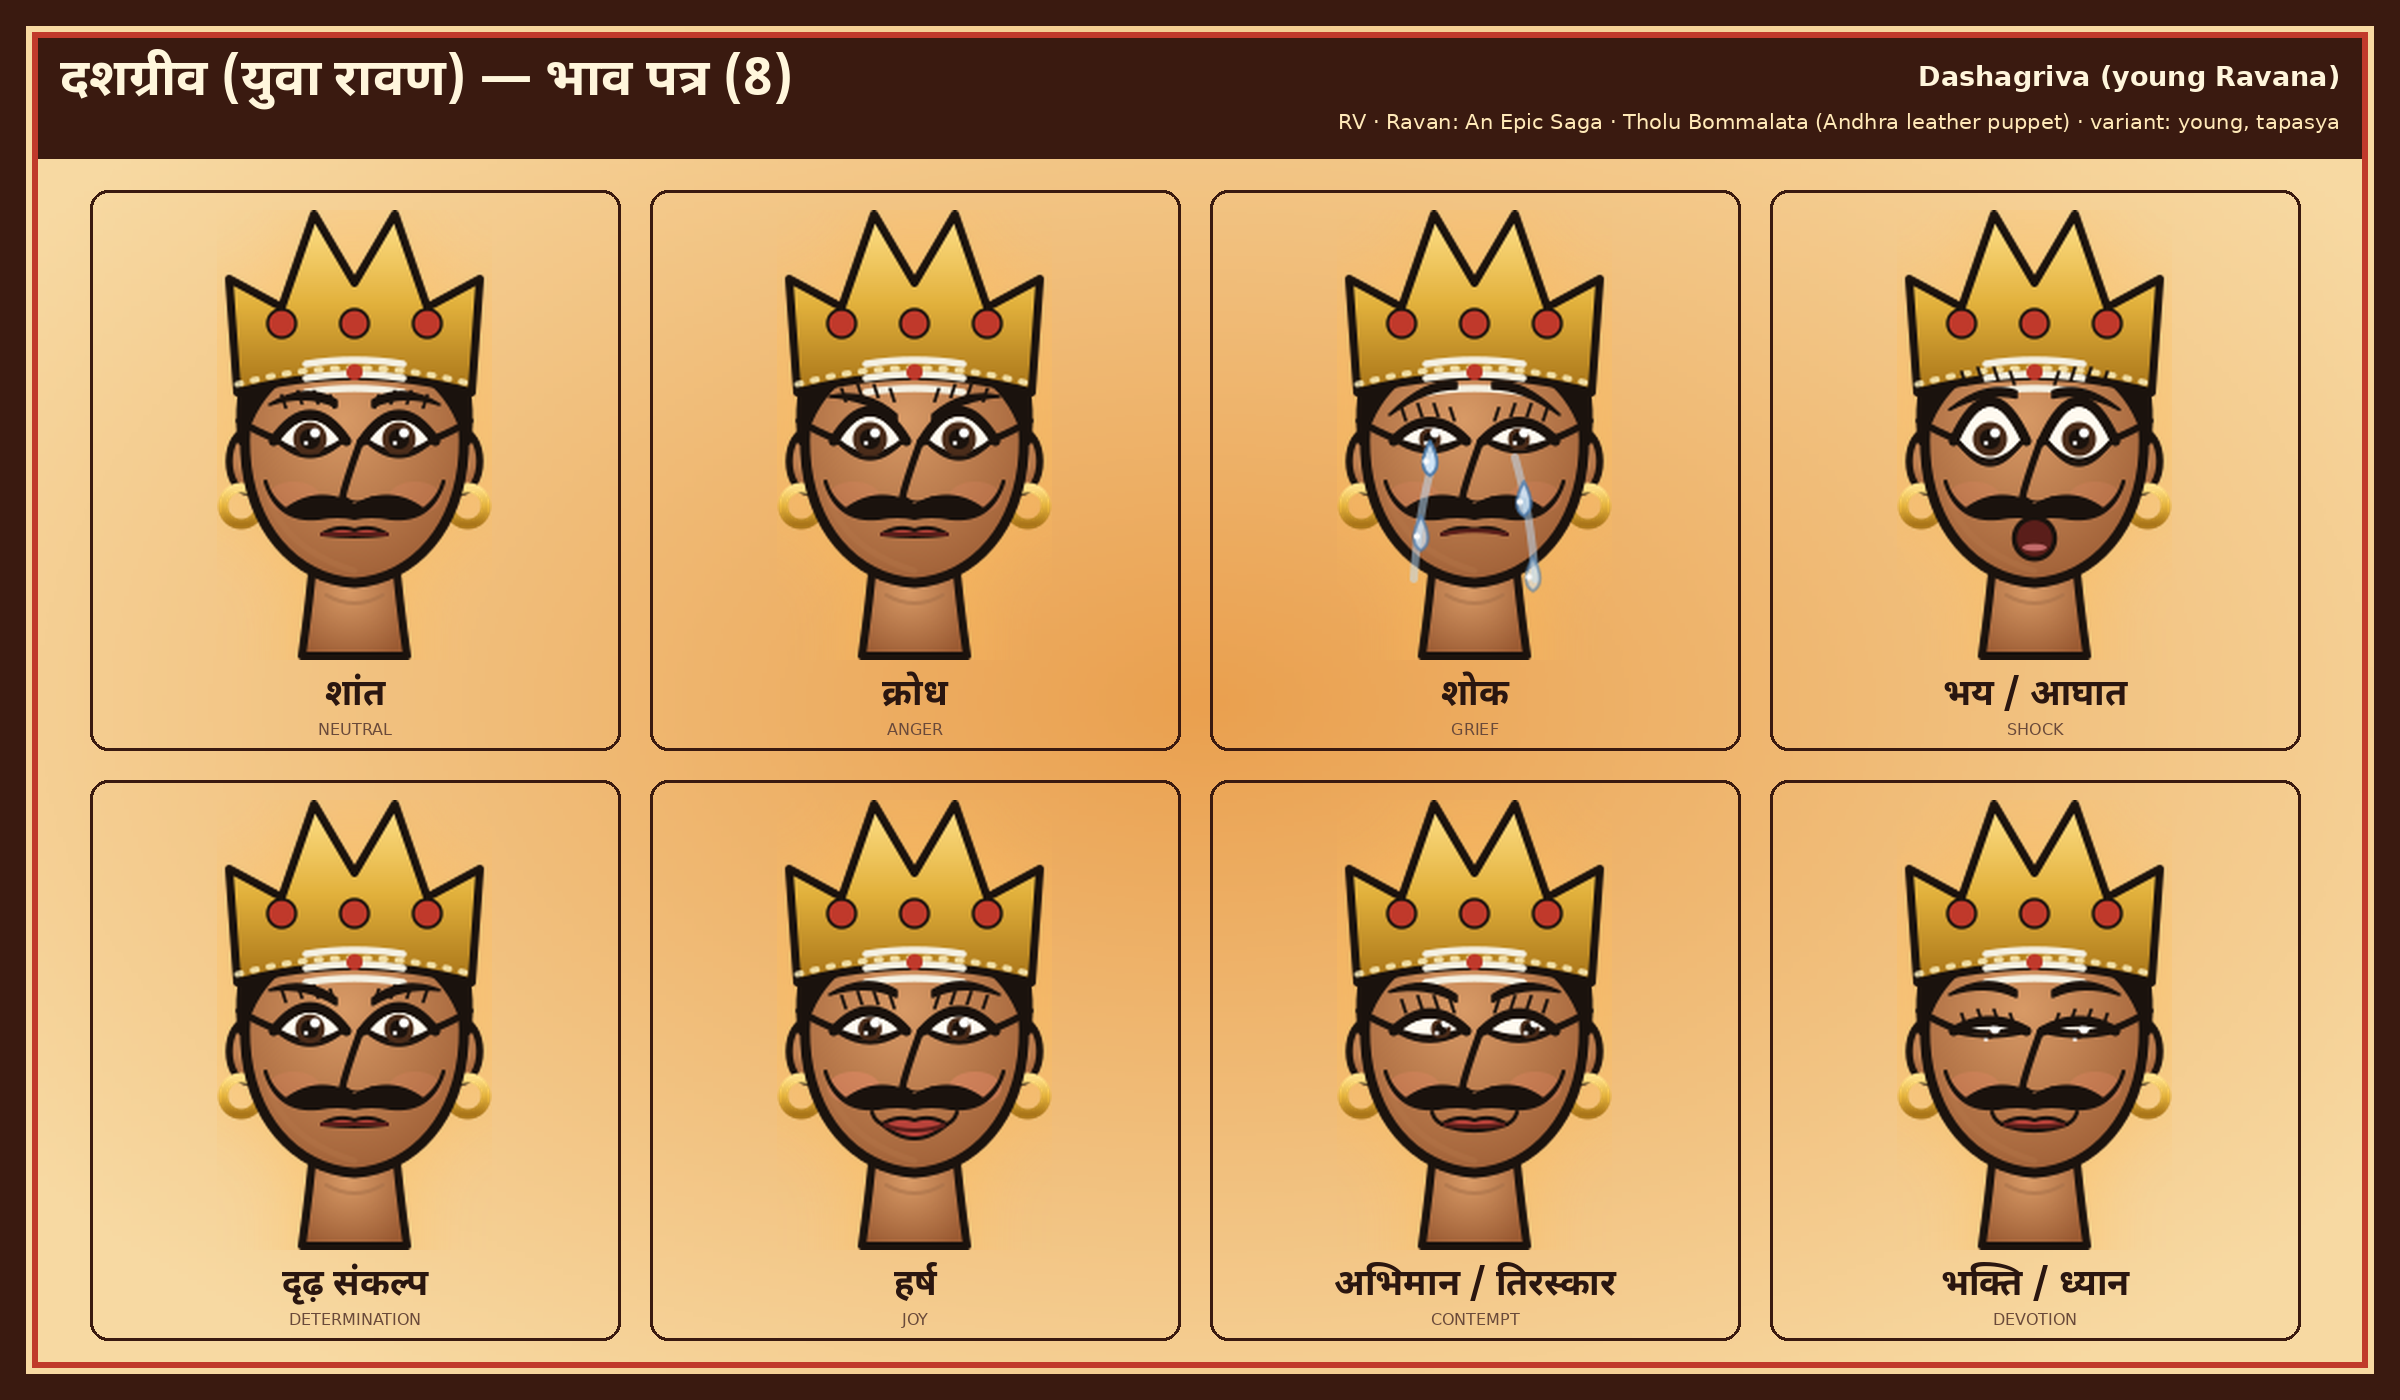 दशग्रीव (युवा रावण) — भाव पत्र (8)
Dashagriva (young Ravana)
RV · Ravan: An Epic Saga · Tholu Bommalata (Andhra leather puppet) · variant: young, tapasya
शांत
NEUTRAL
क्रोध
ANGER
शोक
GRIEF
भय / आघात
SHOCK
दृढ़ संकल्प
DETERMINATION
हर्ष
JOY
अभिमान / तिरस्कार
CONTEMPT
भक्ति / ध्यान
DEVOTION